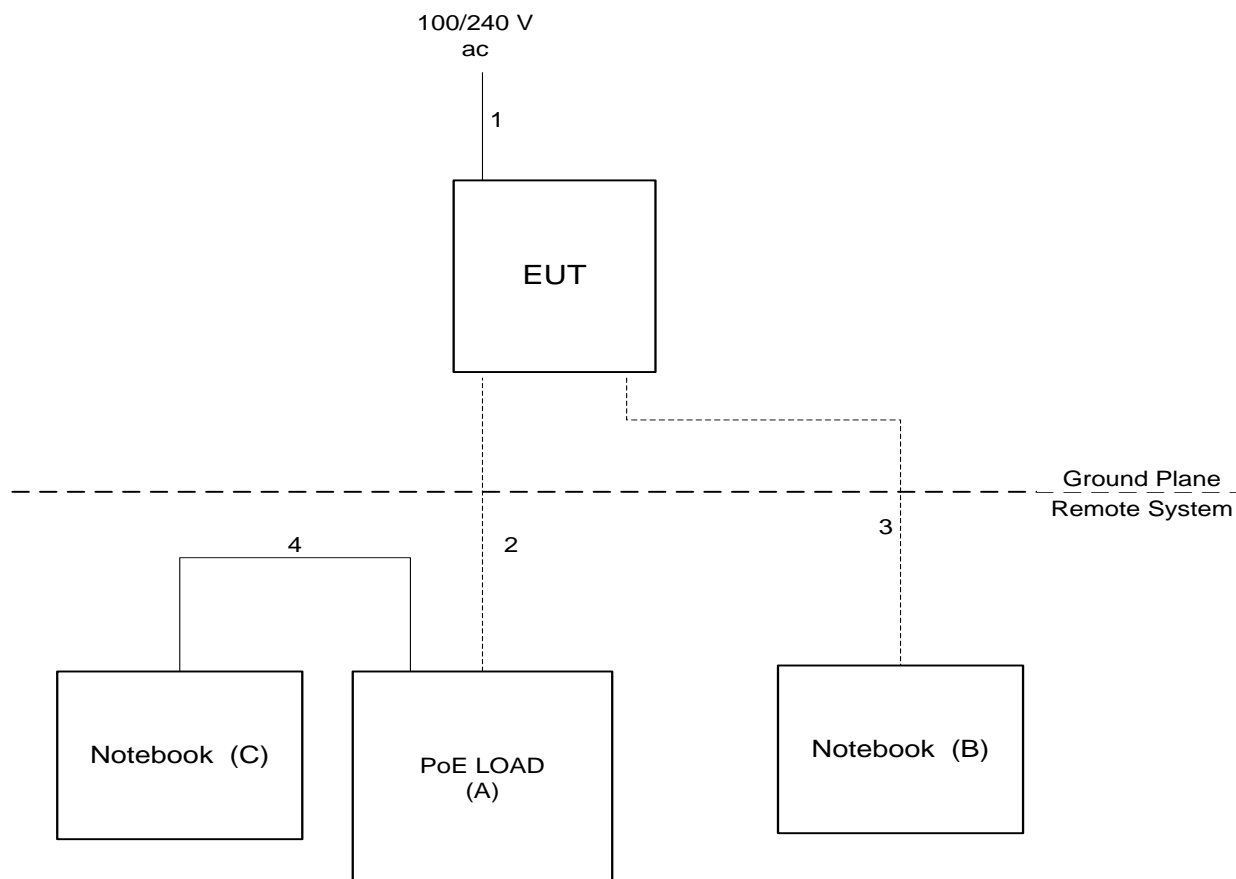 100/240 V
ac
1
EUT
Ground Plane
Remote System
3
4
2
Notebook (C)
PoE LOAD
(A)
Notebook (B)